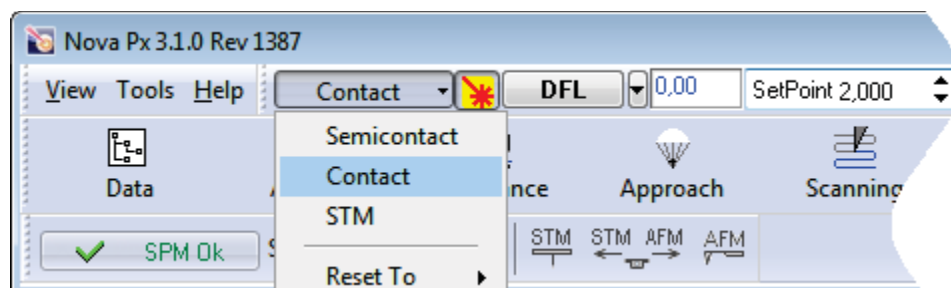 Nova Px 3.1.0 Rev 1387
View Tools Help Contact DFL 0,00 SetPoint 2,000
Semicontact
Data Approach Scanning
Contact
STM
SPM Ok STM STM AFM AFM
Reset To